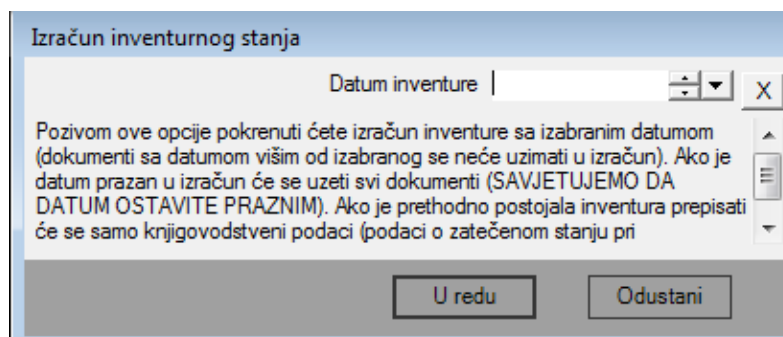 Izračun inventurnog stanja
Datum inventure
X
Pozivom ove opcije pokrenuti ćete izračun inventure sa izabranim datumom
(dokumenti sa datumom višim od izabranog se neće uzimati u izračun). Ako je
datum prazan u izračun će se uzeti svi dokumenti (SAVJETUJEMO DA
DATUM OSTAVITE PRAZNIM). Ako je prethodno postojala inventura prepisati
će se samo knjigovodstveni podaci (podaci o zatečenom stanju pri
U redu
Odustani